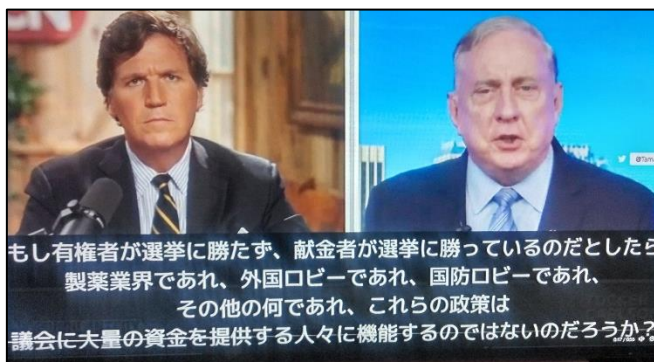 @Tama
もし有権者が選挙に勝たず、献金者が選挙に勝っているのだとしたら
製薬業界であれ、外国ロビーであれ、国防ロビーであれ、
その他の何であれ、これらの政策は
議会に大量の資金を提供する人々に機能するのではないのだろうか?